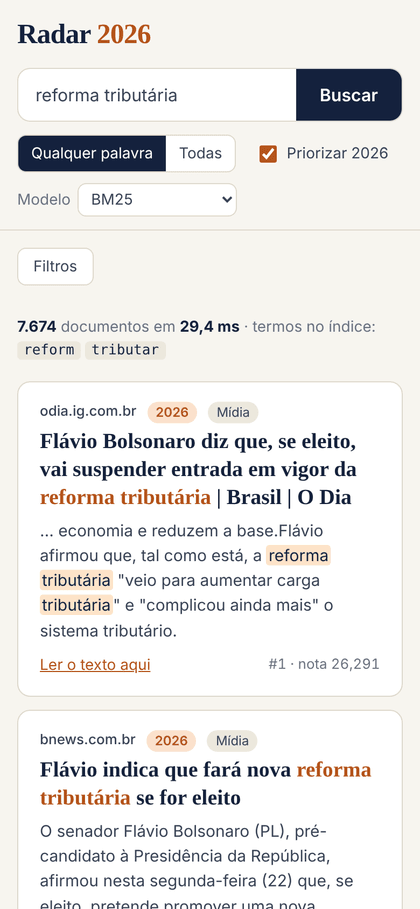 Radar 2026
reforma tributária
Buscar
Qualquer palavra
Todas
Priorizar 2026
Modelo
BM25
Filtros
7.674 documentos em 29,4 ms · termos no índice:
reform tributar
odia.ig.com.br 2026 Mídia
Flávio Bolsonaro diz que, se eleito,
vai suspender entrada em vigor da
reforma tributária | Brasil | O Dia
... economia e reduzem a base.Flávio
afirmou que, tal como está, a reforma
tributária "veio para aumentar carga
tributária" e "complicou ainda mais" o
sistema tributário.
Ler o texto aqui
#1 · nota 26,291
bnews.com.br 2026 Mídia
Flávio indica que fará nova reforma
tributária se for eleito
O senador Flávio Bolsonaro (PL), pré-
candidato à Presidência da República,
afirmou nesta segunda-feira (22) que, se
eleito, pretende promover uma nova